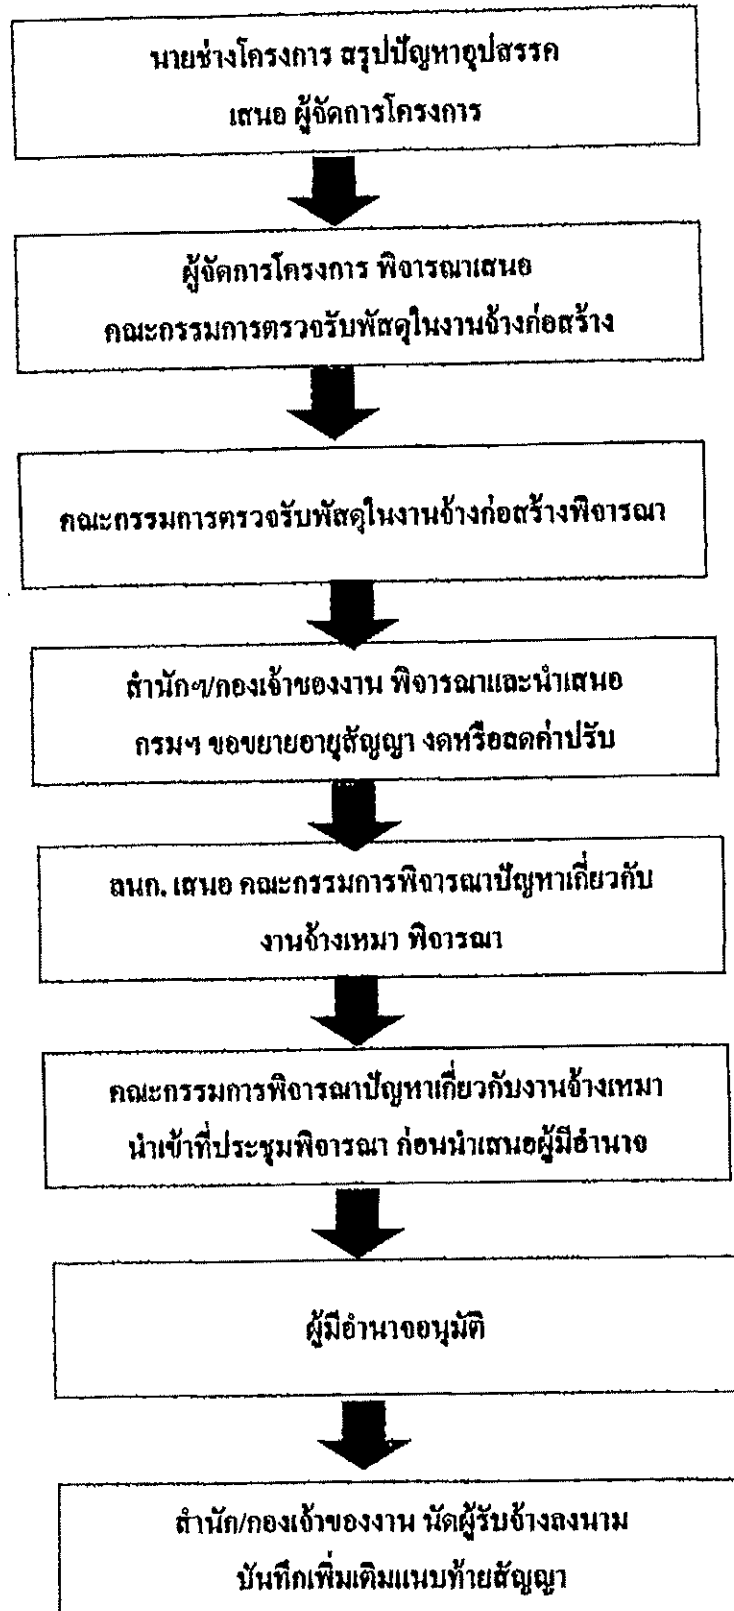 นายช่างโครงการ สรุปปัญหาอุปสรรค
เสนอ ผู้จัดการโครงการ
ผู้จัดการโครงการ พิจารณาเสนอ
คณะกรรมการตรวจรับพัสดุในงานจ้างก่อสร้าง
คณะกรรมการตรวจรับพัสดุในงานจ้างก่อสร้างพิจารณา
สำนักฯ/กองเจ้าของงาน พิจารณาและนำเสนอ
กรมฯ ขอขยายอายุสัญญา งดหรือลดค่าปรับ
ลนก. เสนอ คณะกรรมการพิจารณาปัญหาเกี่ยวกับ
งานจ้างเหมา พิจารณา
คณะกรรมการพิจารณาปัญหาเกี่ยวกับงานจ้างเหมา
นำเข้าที่ประชุมพิจารณา ก่อนนำเสนอผู้มีอำนาจ
ผู้มีอำนาจอนุมัติ
สำนัก/กองเจ้าของงาน นัดผู้รับจ้างลงนาม
บันทึกเพิ่มเติมแนบท้ายสัญญา